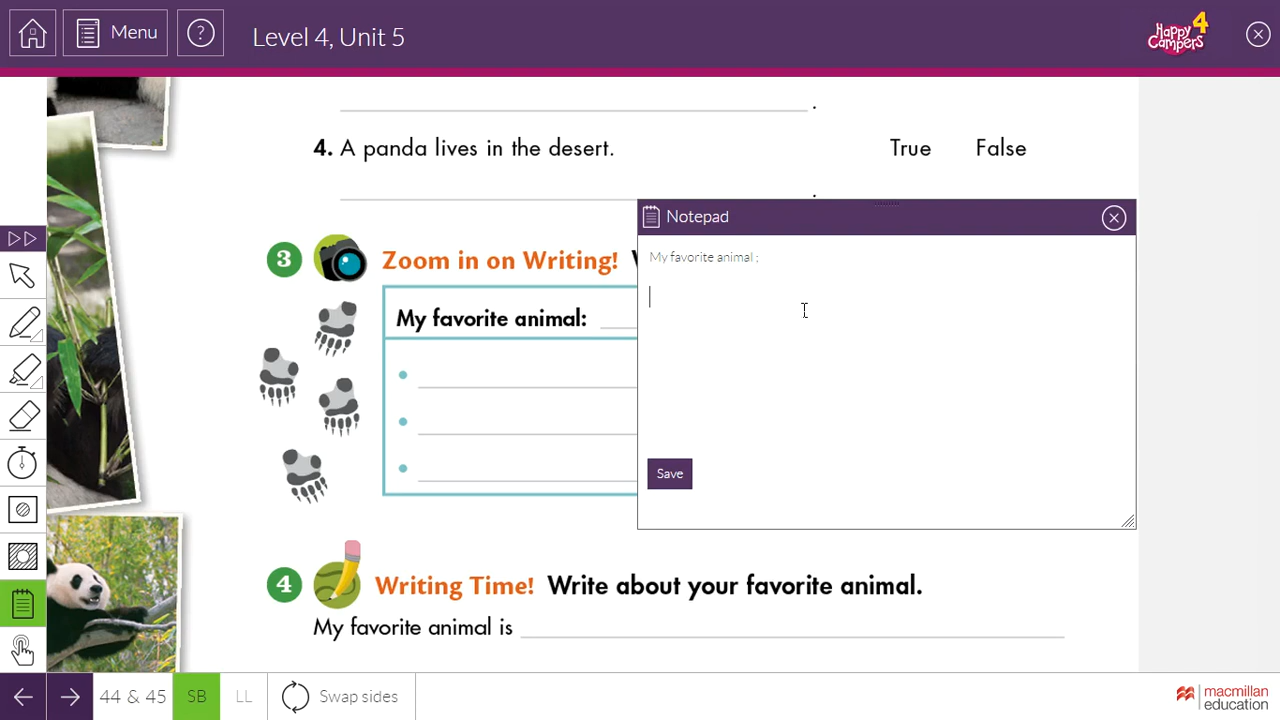 Menu
?
Level 4, Unit 5
Happy Campers 4
.
4. A panda lives in the desert. True False
.
Notepad
My favorite animal ;
Save
3 Zoom in on Writing!
My favorite animal:
4 Writing Time! Write about your favorite animal.
My favorite animal is
44 & 45
SB
LL
Swap sides
macmillan
education